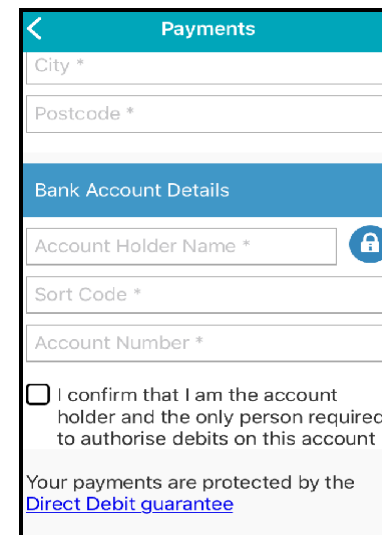 Payments
City *
Postcode *
Bank Account Details
Account Holder Name *
Sort Code *
Account Number *
I confirm that I am the account
holder and the only person required
to authorise debits on this account
Your payments are protected by the
Direct Debit guarantee